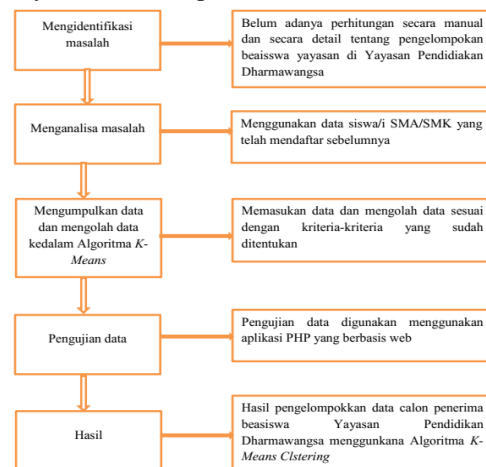 Mengidentifikasi
masalah
Belum adanya perhitungan secara manual
dan secara detail tentang pengelompokan
beaisswa yayasan di Yayasan Pendidiakan
Dharmawangsa
Menganalisa masalah
Menggunakan data siswa/i SMA/SMK yang
telah mendaftar sebelumnya
Mengumpulkan data
dan mengolah data
kedalam Algoritma K-
Means
Memasukan data dan mengolah data sesuai
dengan kriteria-kriteria yang sudah
ditentukan
Pengujian data
Pengujian data digunakan menggunakan
aplikasi PHP yang berbasis web
Hasil
Hasil pengelompokkan data calon penerima
beasiswa Yayasan Pendidikan
Dharmawangsa menggunkana Algoritma K-
Means Clstering